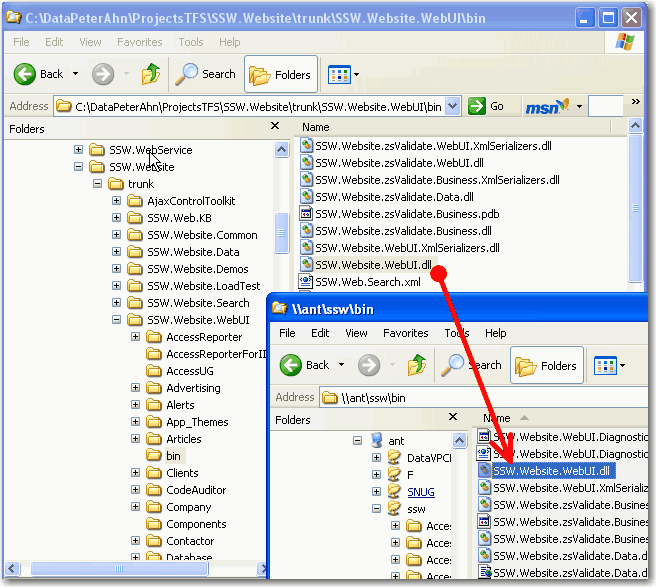 C:\DataPeterAhn\ProjectsTFS\SSW.Website\trunk\SSW.Website.WebUI\bin
File Edit View Favorites Tools Help
Back Search Folders
Address C:\DataPeterAhn\ProjectsTFS\SSW.Website\trunk\SSW.Website.WebUI\bin Go msn »
Folders
SSW.WebService
SSW.Website
trunk
AjaxControlToolkit
SSW.Web.KB
SSW.Website.Common
SSW.Website.Data
SSW.Website.Demos
SSW.Website.LoadTest
SSW.Website.Search
SSW.Website.WebUI
AccessReporter
AccessReporterForII
AccessUG
Advertising
Alerts
App_Themes
Articles
bin
Clients
CodeAuditor
Company
Components
Contactor
Database
Name
SSW.Website.zsValidate.WebUI.XmlSerializers.dll
SSW.Website.zsValidate.WebUI.dll
SSW.Website.zsValidate.Business.XmlSerializers.dll
SSW.Website.zsValidate.Data.dll
SSW.Website.zsValidate.Business.pdb
SSW.Website.zsValidate.Business.dll
SSW.Website.WebUI.XmlSerializers.dll
SSW.Website.WebUI.dll
SSW.Web.Search.xml
\\ant\ssw\bin
File Edit View Favorites Tools Help
Back Search Folders
Address \\ant\ssw\bin
Folders
ant
DataVPCI
F
SNUG
ssw
Acces
Acces
Acces
Acces
Name
SSW.Website.WebUI.Diagnostic
SSW.Website.WebUI.Diagnostic
SSW.Website.WebUI.dll
SSW.Website.WebUI.XmlSerializ
SSW.Website.zsValidate.Busine
SSW.Website.zsValidate.Busine
SSW.Website.zsValidate.Busine
SSW.Website.zsValidate.Data.dl
SSW.Website.zsValidate.WebUI